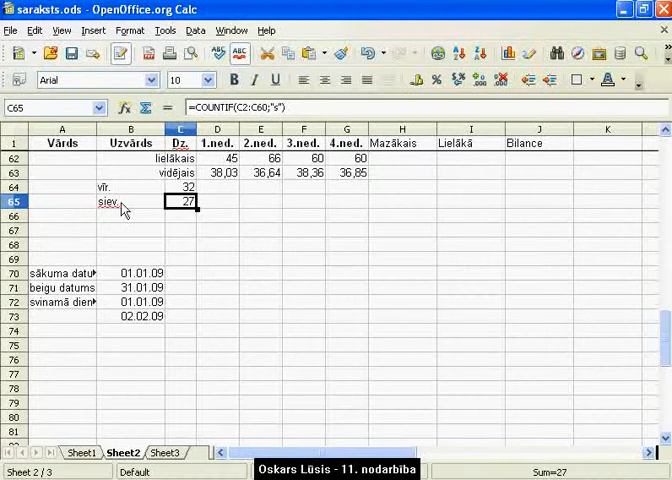 saraksts.ods - OpenOffice.org Calc
File Edit View Insert Format Tools Data Window Help
Arial 10
C65 =COUNTIF(C2:C60;"s")
A B C D E F G H I J K
1 Vārds Uzvārds Dz. 1.ned. 2.ned. 3.ned. 4.ned. Mazākais Lielākā Bilance
62 lielākais 45 66 60 60
63 vidējais 38,03 36,64 38,36 36,85
64 vīr. 32
65 siev. 27
66
67
68
69
70 sākuma datu 01.01.09
71 beigu datums 31.01.09
72 svinamā dien 01.01.09
73 02.02.09
74
75
76
77
78
79
80
81
82
Sheet1 Sheet2 Sheet3
Sheet 2 / 3 Default Sum=27
Oskars Lūsis - 11. nodarbība